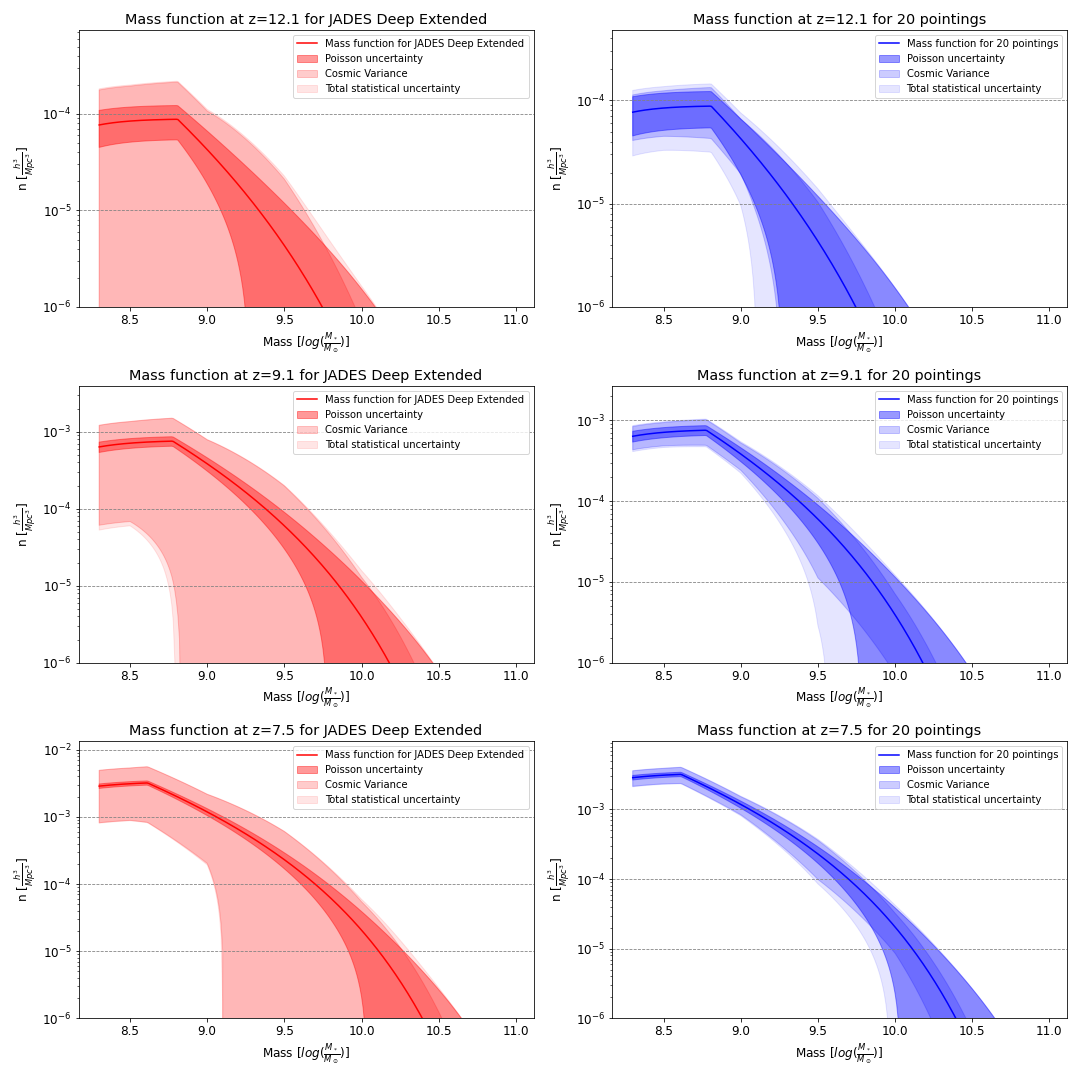 Mass function at z=12.1 for JADES Deep Extended
Mass function for JADES Deep Extended
Poisson uncertainty
Cosmic Variance
Total statistical uncertainty
n [h³/Mpc³]
10⁻⁴
10⁻⁵
10⁻⁶
8.5 9.0 9.5 10.0 10.5 11.0
Mass [log(M*/M⊙)]
Mass function at z=12.1 for 20 pointings
Mass function for 20 pointings
Poisson uncertainty
Cosmic Variance
Total statistical uncertainty
n [h³/Mpc³]
10⁻⁴
10⁻⁵
10⁻⁶
8.5 9.0 9.5 10.0 10.5 11.0
Mass [log(M*/M⊙)]
Mass function at z=9.1 for JADES Deep Extended
Mass function for JADES Deep Extended
Poisson uncertainty
Cosmic Variance
Total statistical uncertainty
n [h³/Mpc³]
10⁻³
10⁻⁴
10⁻⁵
10⁻⁶
8.5 9.0 9.5 10.0 10.5 11.0
Mass [log(M*/M⊙)]
Mass function at z=9.1 for 20 pointings
Mass function for 20 pointings
Poisson uncertainty
Cosmic Variance
Total statistical uncertainty
n [h³/Mpc³]
10⁻³
10⁻⁴
10⁻⁵
10⁻⁶
8.5 9.0 9.5 10.0 10.5 11.0
Mass [log(M*/M⊙)]
Mass function at z=7.5 for JADES Deep Extended
Mass function for JADES Deep Extended
Poisson uncertainty
Cosmic Variance
Total statistical uncertainty
n [h³/Mpc³]
10⁻²
10⁻³
10⁻⁴
10⁻⁵
10⁻⁶
8.5 9.0 9.5 10.0 10.5 11.0
Mass [log(M*/M⊙)]
Mass function at z=7.5 for 20 pointings
Mass function for 20 pointings
Poisson uncertainty
Cosmic Variance
Total statistical uncertainty
n [h³/Mpc³]
10⁻³
10⁻⁴
10⁻⁵
10⁻⁶
8.5 9.0 9.5 10.0 10.5 11.0
Mass [log(M*/M⊙)]